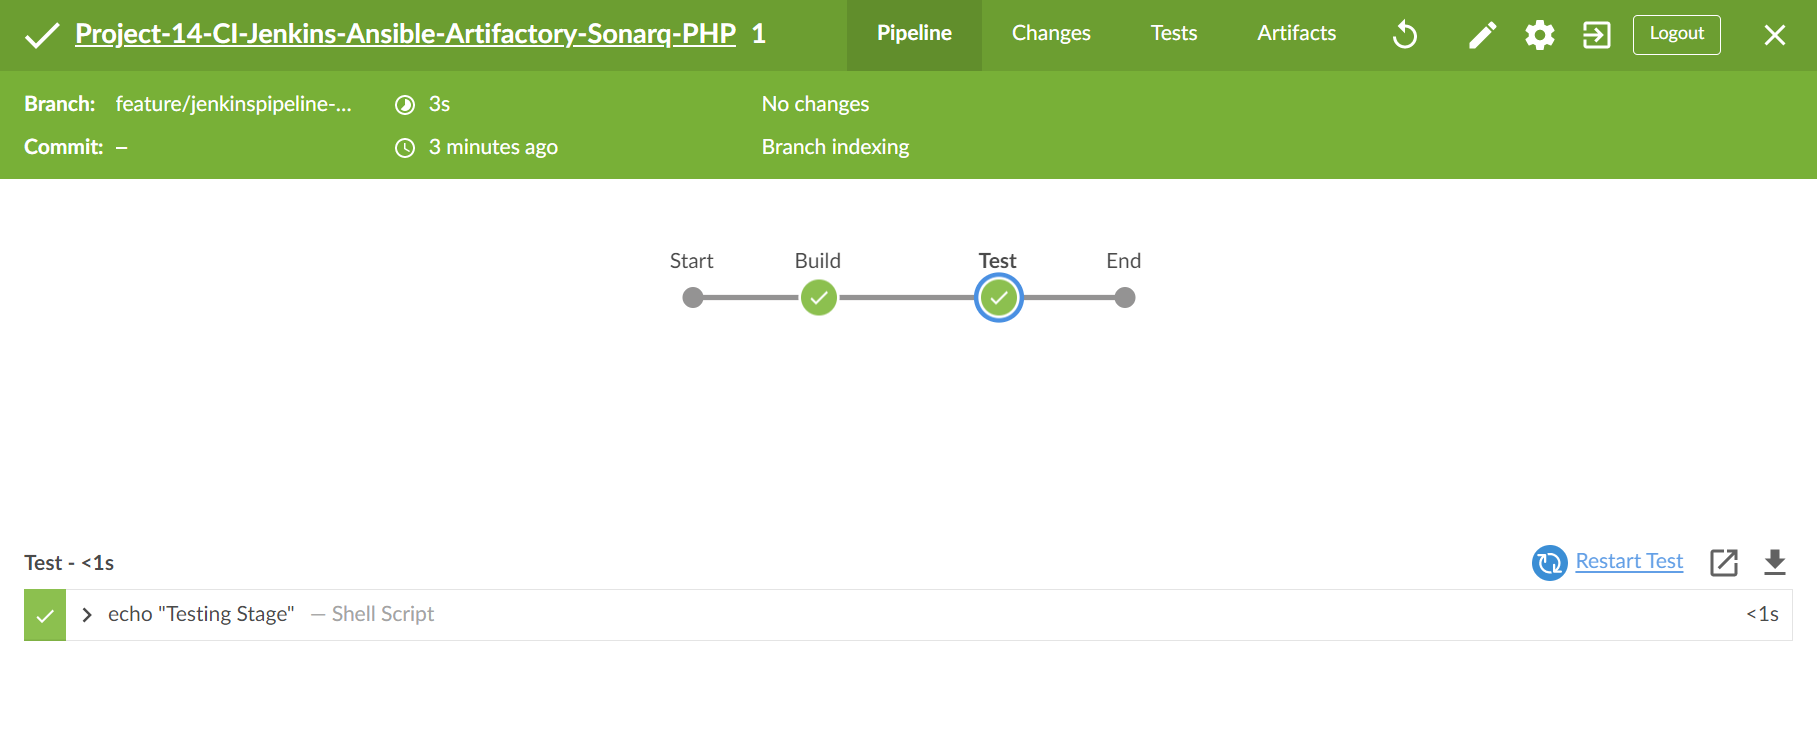 Project-14-CI-Jenkins-Ansible-Artifactory-Sonarq-PHP 1 Pipeline Changes Tests Artifacts Logout
Branch: feature/jenkinspipeline-... 3s No changes
Commit: – 3 minutes ago Branch indexing
Start Build Test End
Test - <1s Restart Test
echo "Testing Stage" — Shell Script <1s